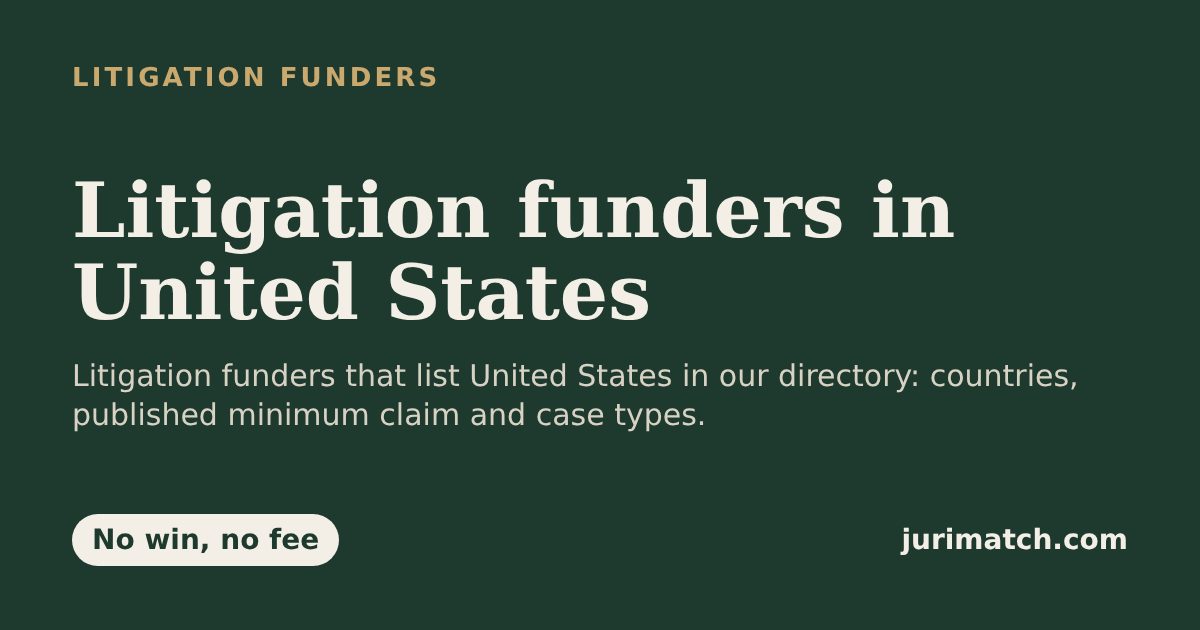 LITIGATION FUNDERS
Litigation funders in
United States
Litigation funders that list United States in our directory: countries,
published minimum claim and case types.
No win, no fee
jurimatch.com